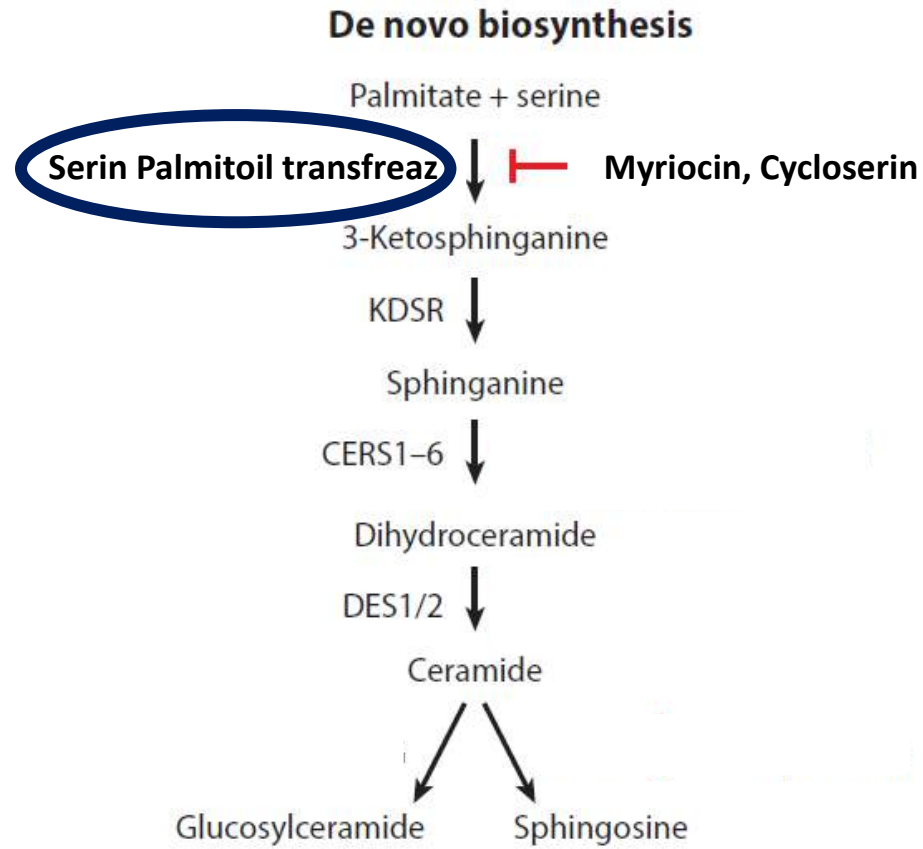 De novo biosynthesis
Palmitate + serine
Serin Palmitoil transfreaz
Myriocin, Cycloserin
3-Ketosphinganine
KDSR
Sphinganine
CERS1–6
Dihydroceramide
DES1/2
Ceramide
Glucosylceramide
Sphingosine